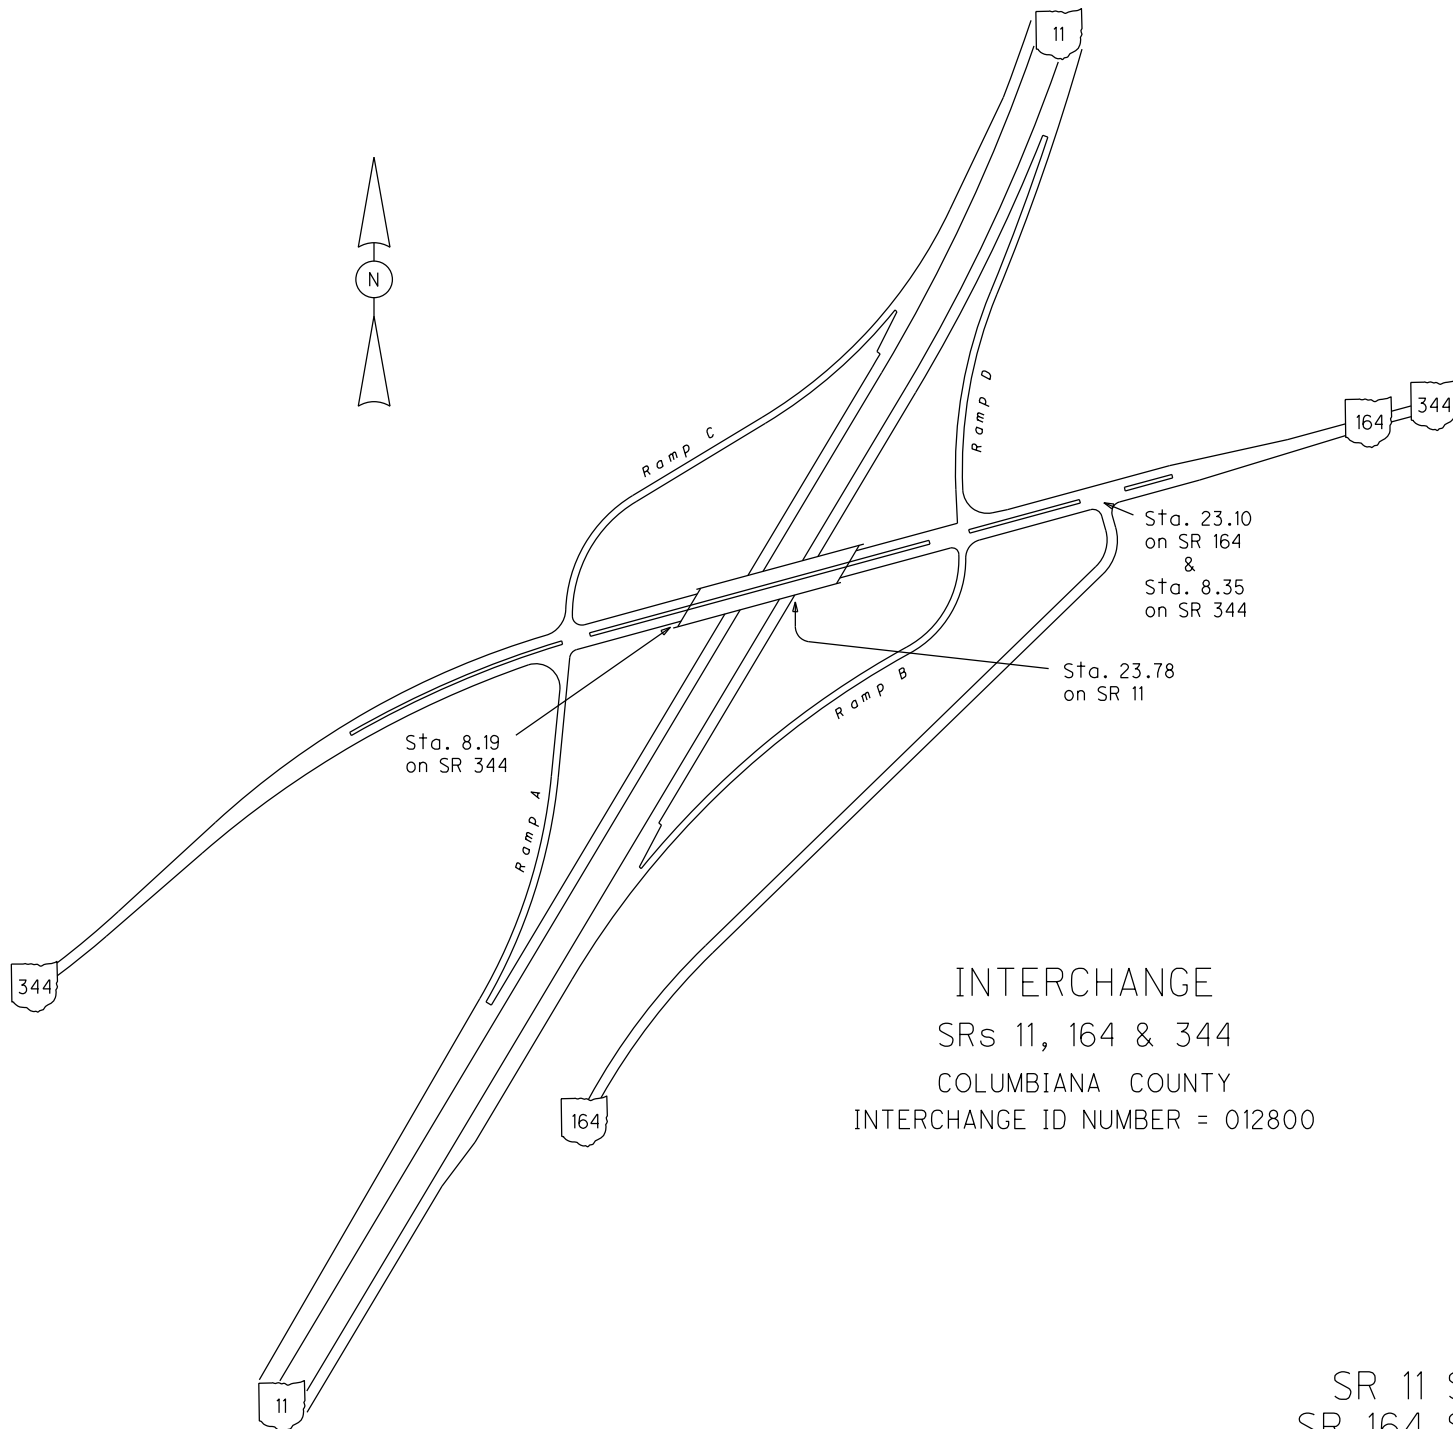 11
N
Ramp D
344
164
Ramp C
Sta. 23.10
on SR 164
&
Sta. 8.35
on SR 344
Sta. 23.78
on SR 11
Ramp B
Sta. 8.19
on SR 344
Ramp A
344
INTERCHANGE
SRs 11, 164 & 344
COLUMBIANA COUNTY
INTERCHANGE ID NUMBER = 012800
164
11
SR 11
SR 164